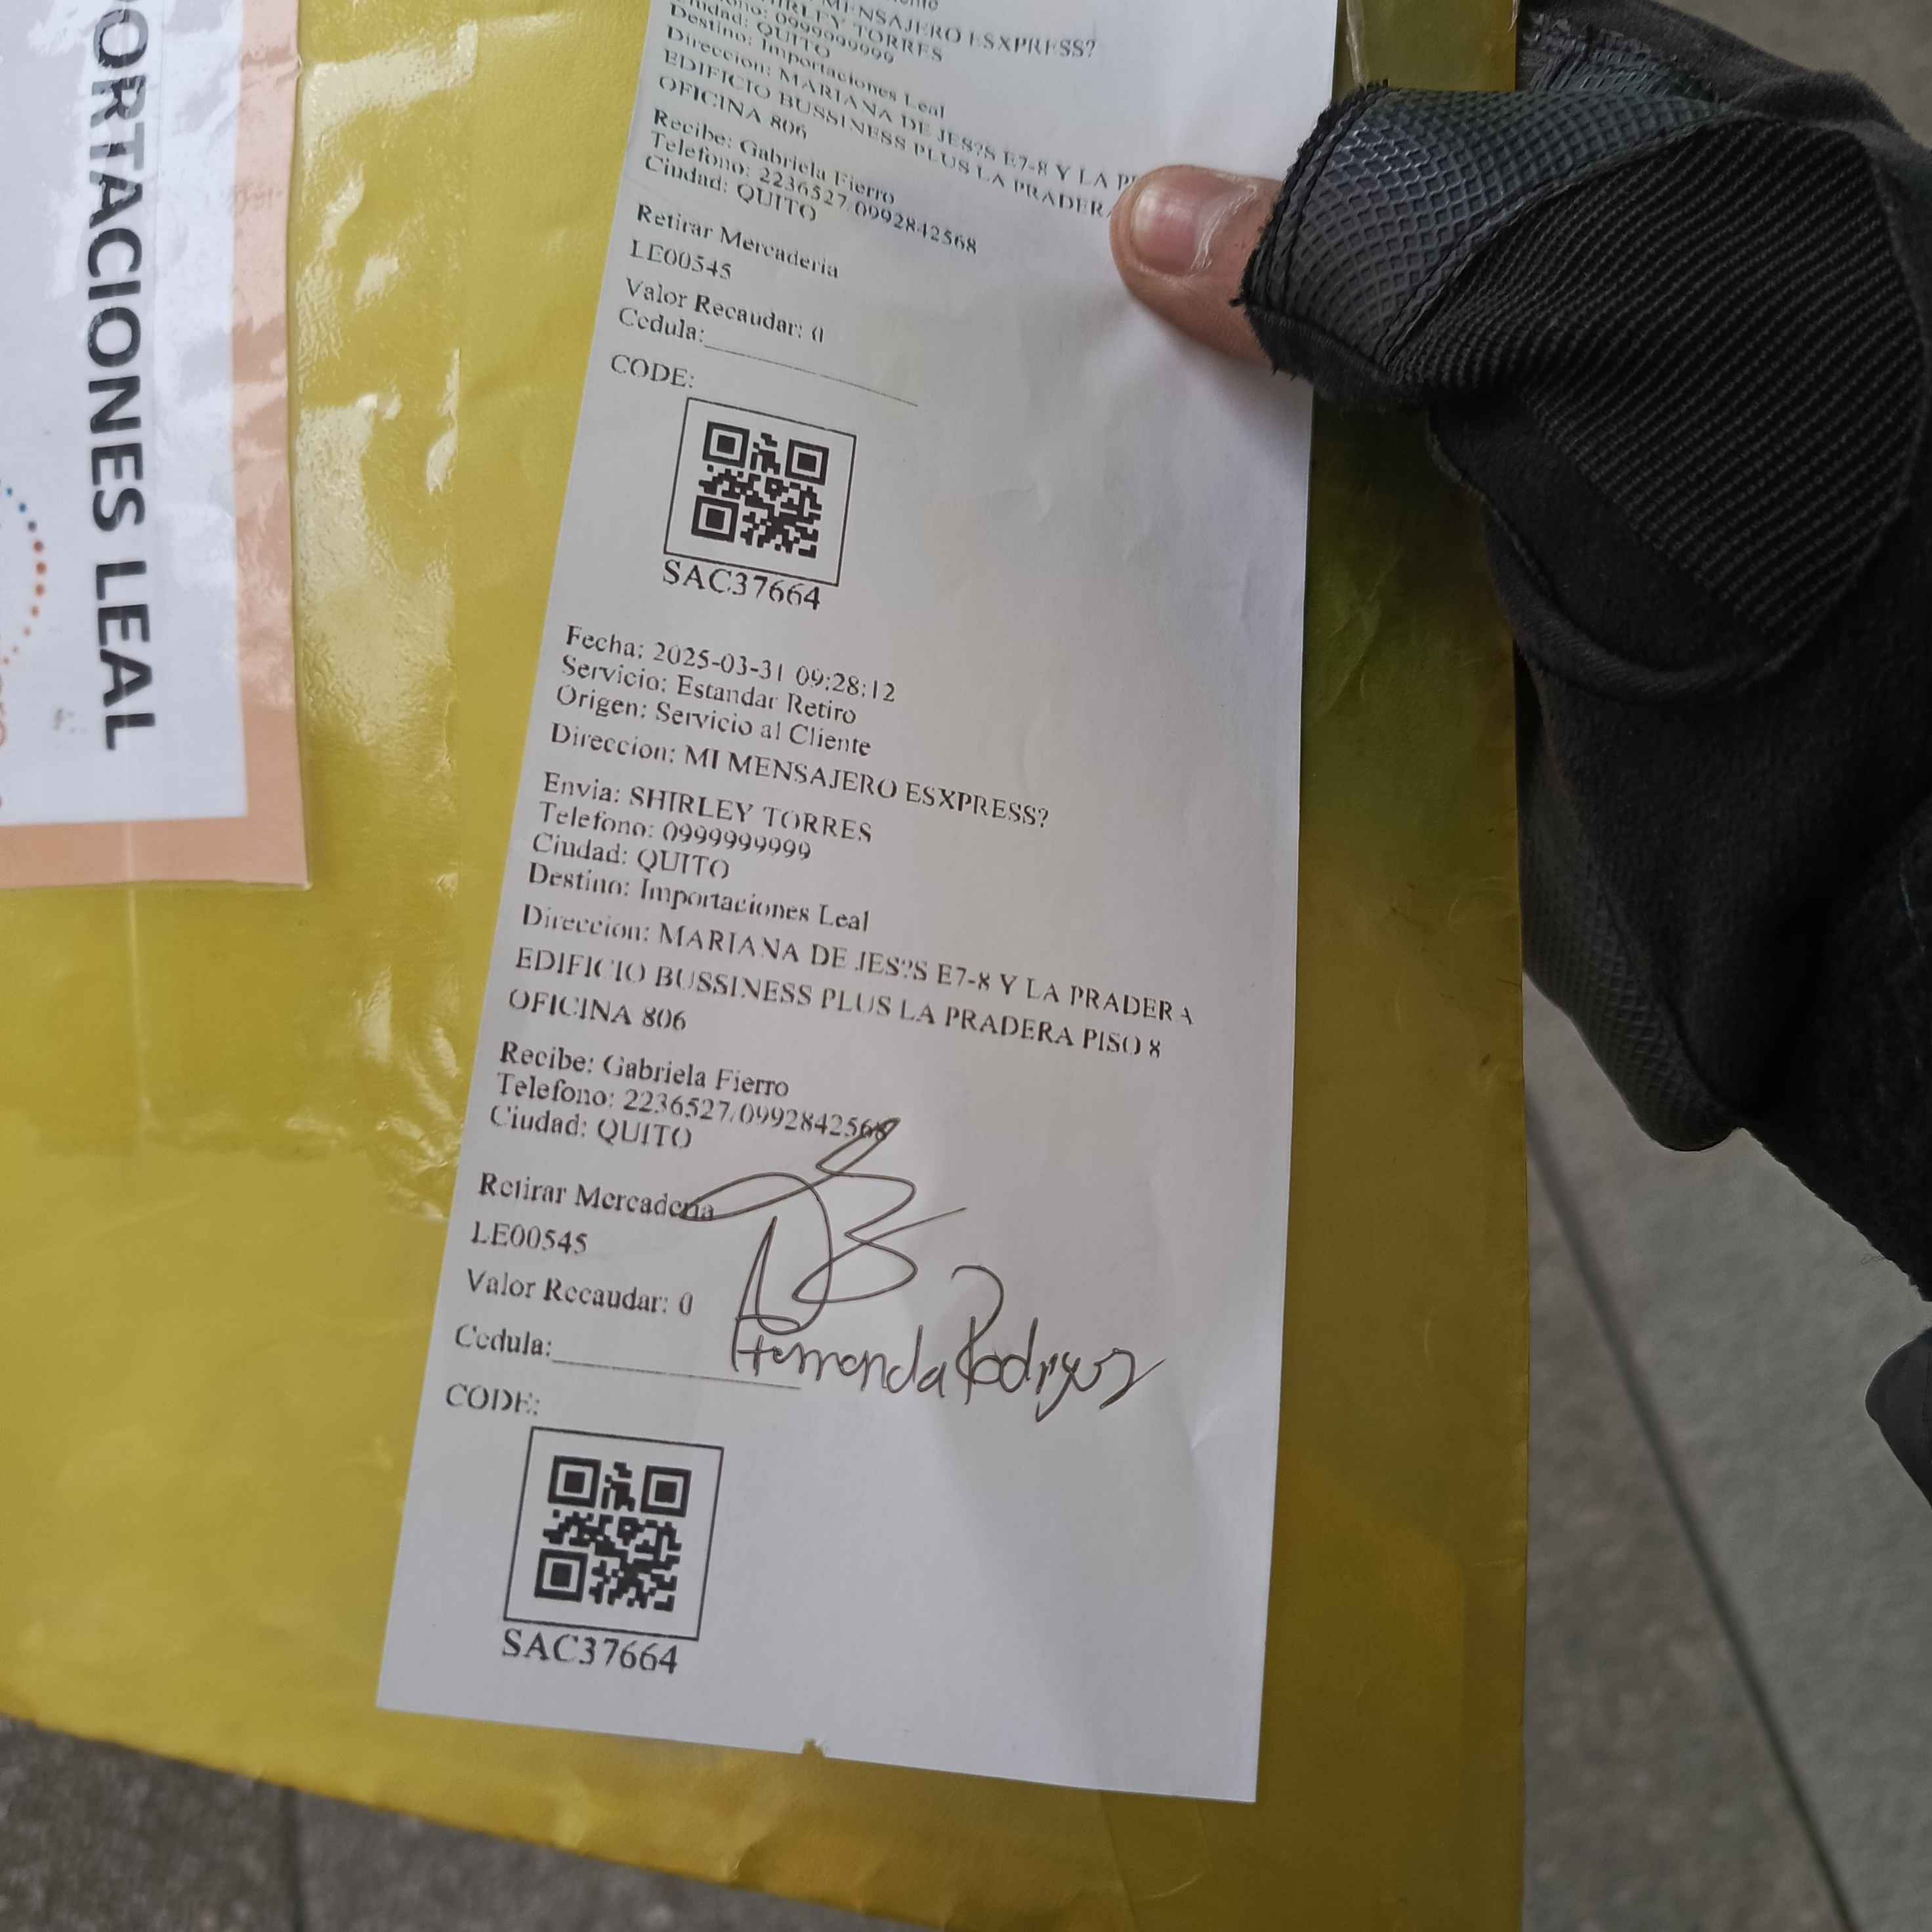 ORTACIONES LEAL
MENSAJERO ESXPRESS?
TORRES
0999999999
Ciudad: QUITO
Destino: Importaciones Leal
Direccion: MARIANA DE JES?S E7-8 Y LA
EDIFICIO BUSSINESS PLUS LA PRADERA
OFICINA 806
Recibe: Gabriela Fierro
Telefono: 2236527/0992842568
Ciudad: QUITO
Retirar Mercaderia
LE00545
Valor Recaudar: 0
Cedula:
CODE:
SAC37664
Fecha: 2025-03-31 09:28:12
Servicio: Estandar Retiro
Origen: Servicio al Cliente
Direccion: MI MENSAJERO ESXPRESS?
Envia: SHIRLEY TORRES
Telefono: 0999999999
Ciudad: QUITO
Destino: Importaciones Leal
Direccion: MARIANA DE JES?S E7-8 Y LA PRADERA
EDIFICIO BUSSINESS PLUS LA PRADERA PISO 8
OFICINA 806
Recibe: Gabriela Fierro
Telefono: 2236527/0992842568
Ciudad: QUITO
Retirar Mercaderia
LE00545
Valor Recaudar: 0
Cedula:
CODE:
SAC37664